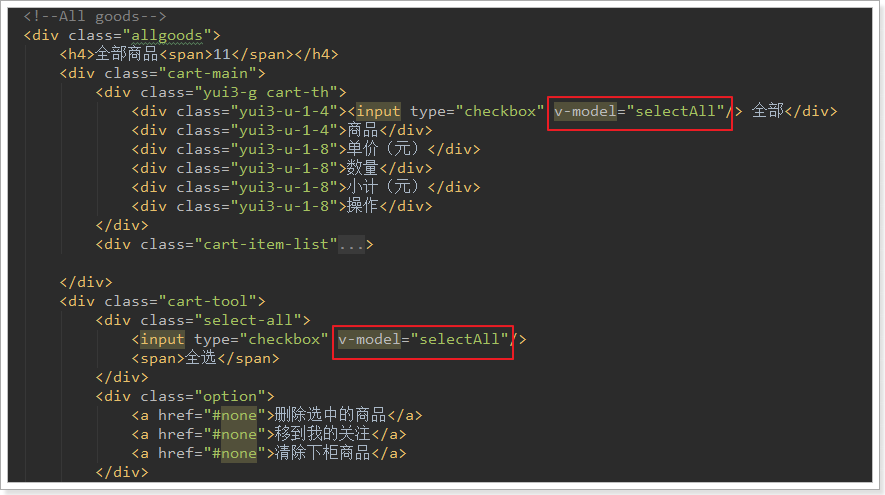 <!--All goods-->
<div class="allgoods">
<h4>全部商品<span>11</span></h4>
<div class="cart-main">
<div class="yui3-g cart-th">
<div class="yui3-u-1-4"><input type="checkbox" v-model="selectAll"/> 全部</div>
<div class="yui3-u-1-4">商品</div>
<div class="yui3-u-1-8">单价（元）</div>
<div class="yui3-u-1-8">数量</div>
<div class="yui3-u-1-8">小计（元）</div>
<div class="yui3-u-1-8">操作</div>
</div>
<div class="cart-item-list"...>
</div>
<div class="cart-tool">
<div class="select-all">
<input type="checkbox" v-model="selectAll"/>
<span>全选</span>
</div>
<div class="option">
<a href="#none">删除选中的商品</a>
<a href="#none">移到我的关注</a>
<a href="#none">清除下柜商品</a>
</div>